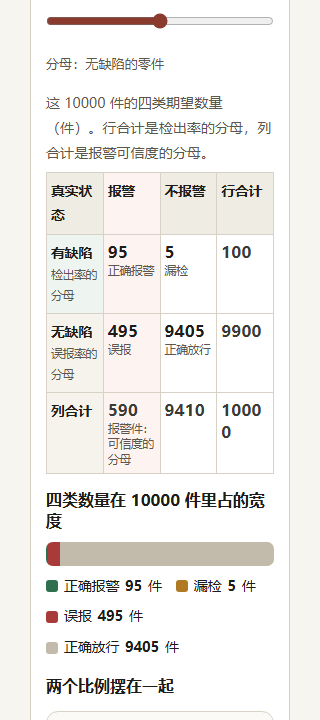 分母：无缺陷的零件
这 10000 件的四类期望数量
（件）。行合计是检出率的分母，列
合计是报警可信度的分母。
真实状态 报警 不报警 行合计
有缺陷 95 5 100
检出率的分母 正确报警 漏检
无缺陷 495 9405 9900
误报率的分母 误报 正确放行
列合计 590 9410 10000
报警件：可信度的分母
四类数量在 10000 件里占的宽
度
正确报警 95 件 漏检 5 件
误报 495 件
正确放行 9405 件
两个比例摆在一起